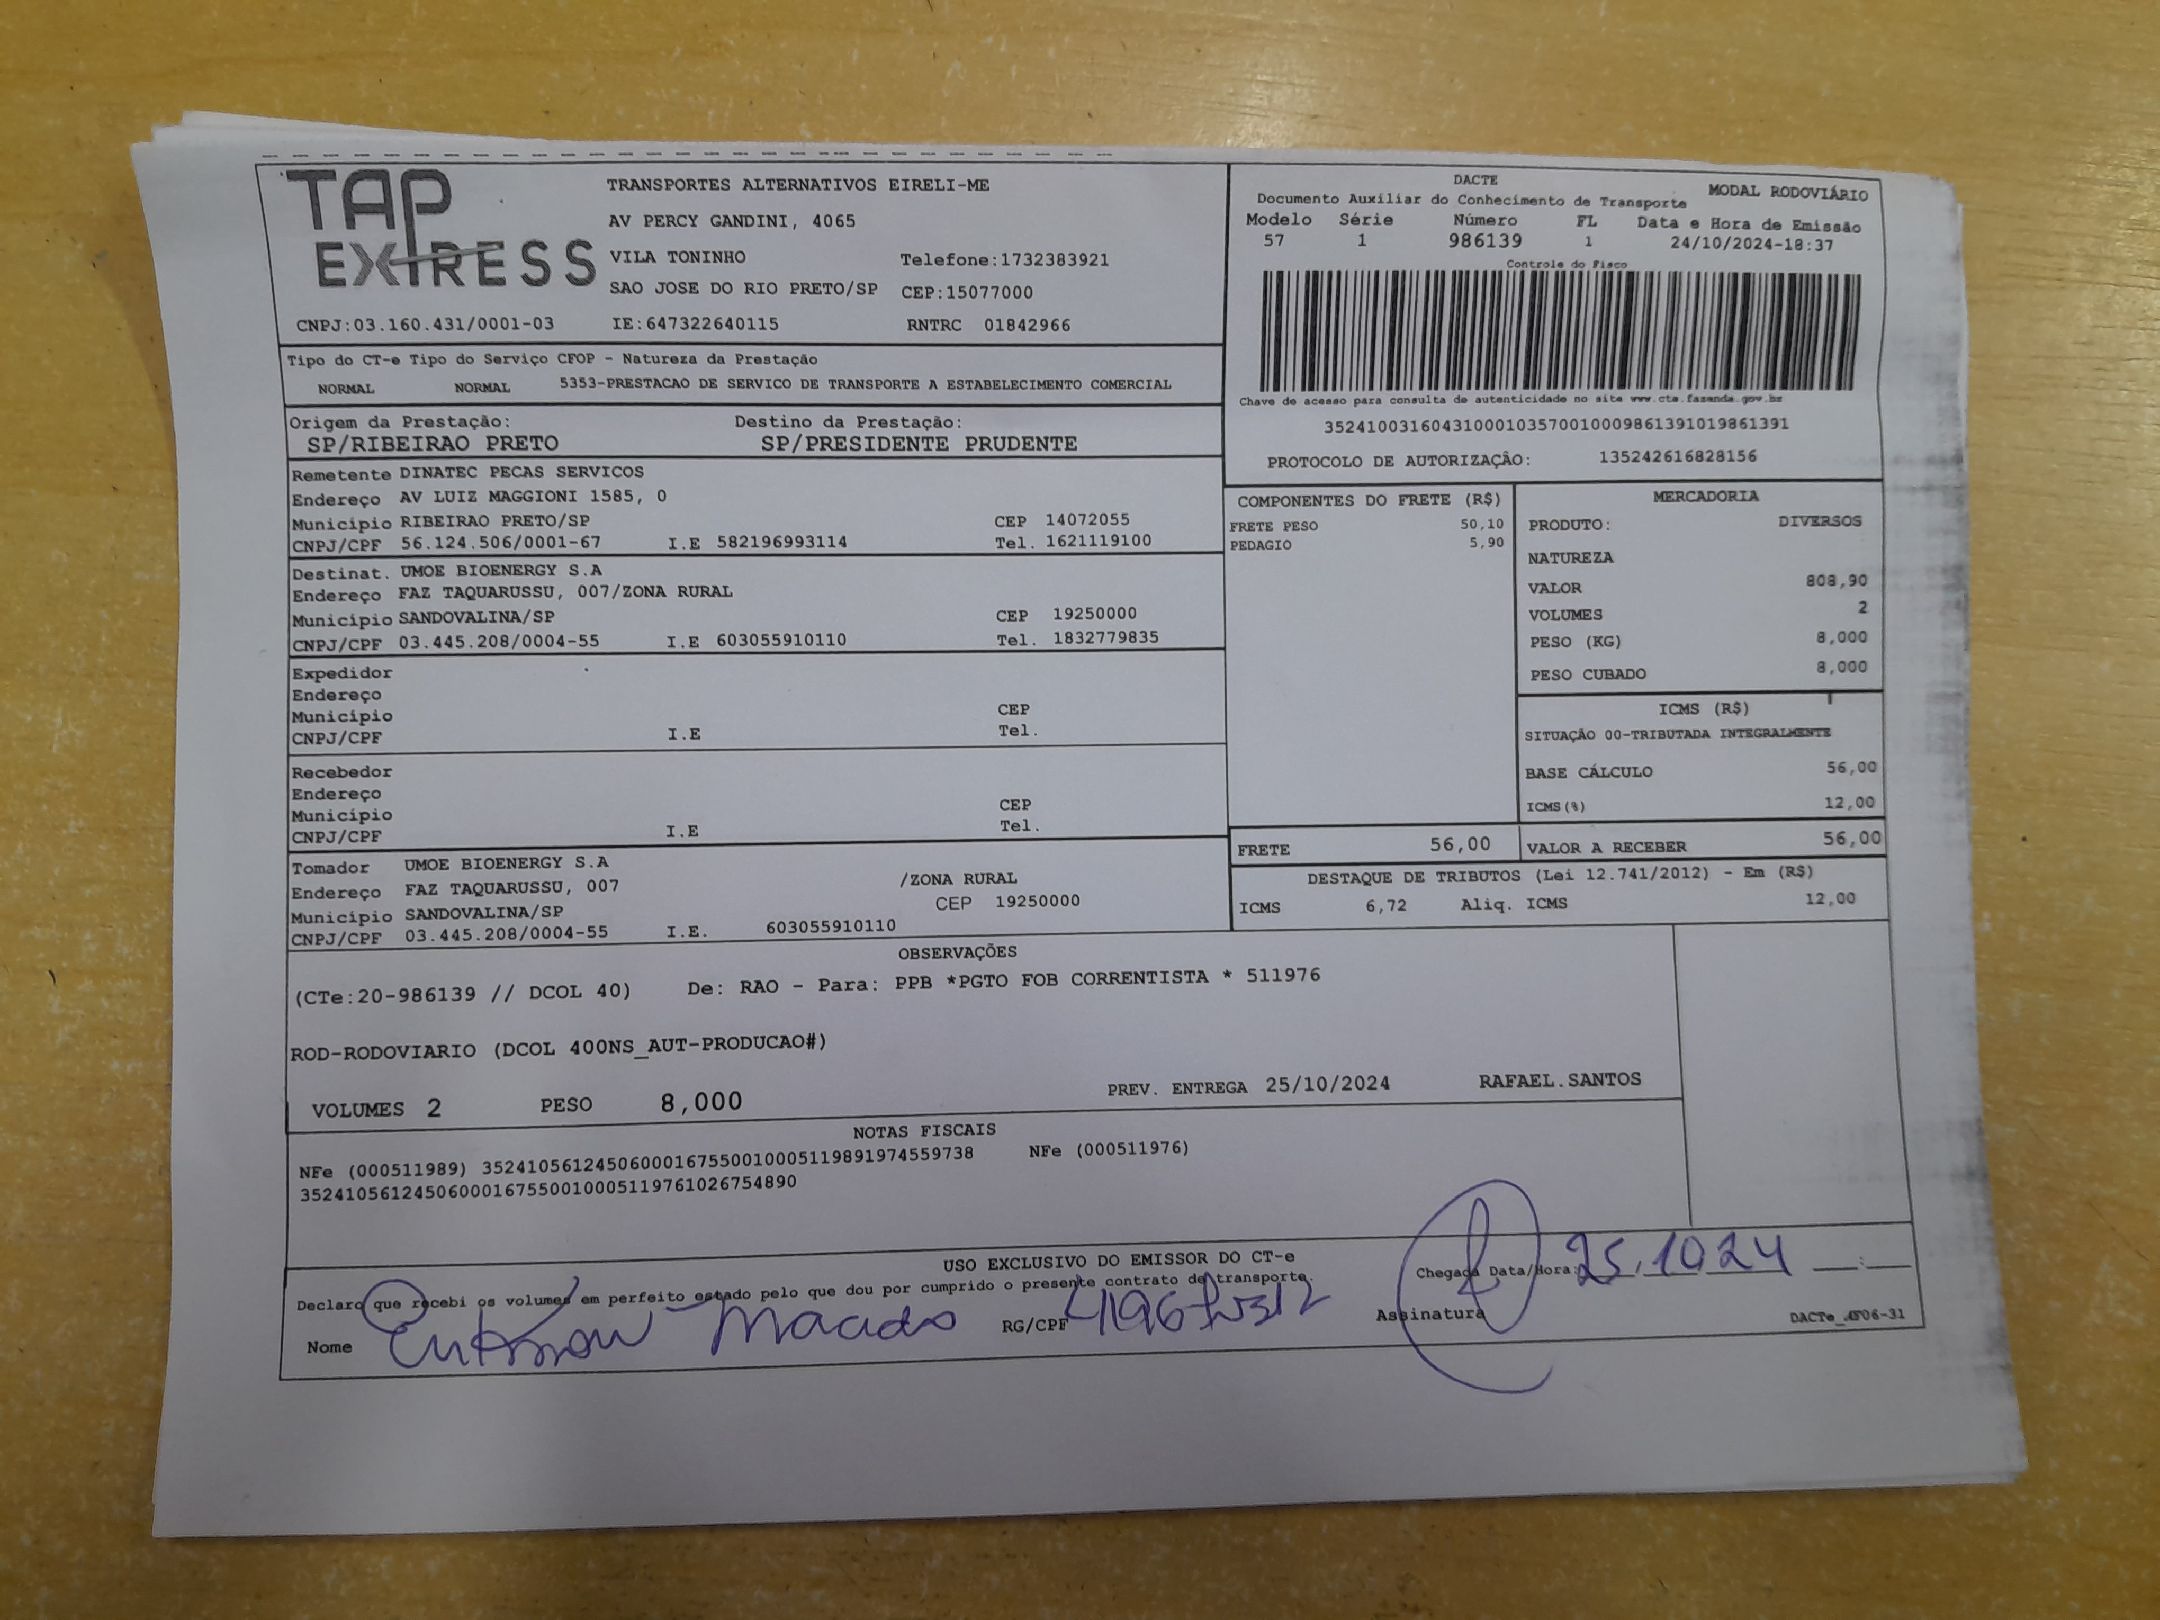 TAP
EXPRESS
TRANSPORTES ALTERNATIVOS EIRELI-ME
AV PERCY GANDINI, 4065
VILA TONINHO Telefone:1732383921
SAO JOSE DO RIO PRETO/SP CEP:15077000
CNPJ:03.160.431/0001-03 IE:647322640115 RNTRC 01842966
DACTE
MODAL RODOVIÁRIO
Documento Auxiliar do Conhecimento de Transporte
Modelo Série Número FL Data e Hora de Emissão
57 1 986139 1 24/10/2024-18:37
Controle do Fisco
Chave de acesso para consulta de autenticidade no site www.cte.fazenda.gov.br
35241003160431000103570010009861391019861391
PROTOCOLO DE AUTORIZAÇÂO: 135242616828156
Tipo do CT-e Tipo do Serviço CFOP - Natureza da Prestação
NORMAL NORMAL 5353-PRESTACAO DE SERVICO DE TRANSPORTE A ESTABELECIMENTO COMERCIAL
Origem da Prestação: Destino da Prestação:
SP/RIBEIRAO PRETO SP/PRESIDENTE PRUDENTE
Remetente DINATEC PECAS SERVICOS
Endereço AV LUIZ MAGGIONI 1585, 0
Município RIBEIRAO PRETO/SP CEP 14072055
CNPJ/CPF 56.124.506/0001-67 I.E 582196993114 Tel. 1621119100
Destinat. UMOE BIOENERGY S.A
Endereço FAZ TAQUARUSSU, 007/ZONA RURAL
Município SANDOVALINA/SP CEP 19250000
CNPJ/CPF 03.445.208/0004-55 I.E 603055910110 Tel. 1832779835
Expedidor
Endereço
Município CEP
CNPJ/CPF I.E Tel.
Recebedor
Endereço
Município CEP
CNPJ/CPF I.E Tel.
Tomador UMOE BIOENERGY S.A
Endereço FAZ TAQUARUSSU, 007 /ZONA RURAL
Município SANDOVALINA/SP CEP 19250000
CNPJ/CPF 03.445.208/0004-55 I.E. 603055910110
COMPONENTES DO FRETE (R$)
FRETE PESO 50,10
PEDAGIO 5,90
MERCADORIA
PRODUTO: DIVERSOS
NATUREZA
VALOR 808,90
VOLUMES 2
PESO (KG) 8,000
PESO CUBADO 8,000
ICMS (R$)
SITUAÇÃO 00-TRIBUTADA INTEGRALMENTE
BASE CÁLCULO 56,00
ICMS(%) 12,00
FRETE 56,00 VALOR A RECEBER 56,00
DESTAQUE DE TRIBUTOS (Lei 12.741/2012) - Em (R$)
ICMS 6,72 Aliq. ICMS 12,00
OBSERVAÇÕES
(CTe:20-986139 // DCOL 40) De: RAO - Para: PPB *PGTO FOB CORRENTISTA * 511976
ROD-RODOVIARIO (DCOL 400NS_AUT-PRODUCAO#)
VOLUMES 2 PESO 8,000 PREV. ENTREGA 25/10/2024 RAFAEL.SANTOS
NOTAS FISCAIS
NFe (000511989) 35241056124506000167550010005119891974559738 NFe (000511976)
35241056124506000167550010005119761026754890
USO EXCLUSIVO DO EMISSOR DO CT-e
Declaro que recebi os volumes em perfeito estado pelo que dou por cumprido o presente contrato de transporte.
Chegada Data/Hora: 25.10 24 __:__
Nome Macedo RG/CPF Assinatura